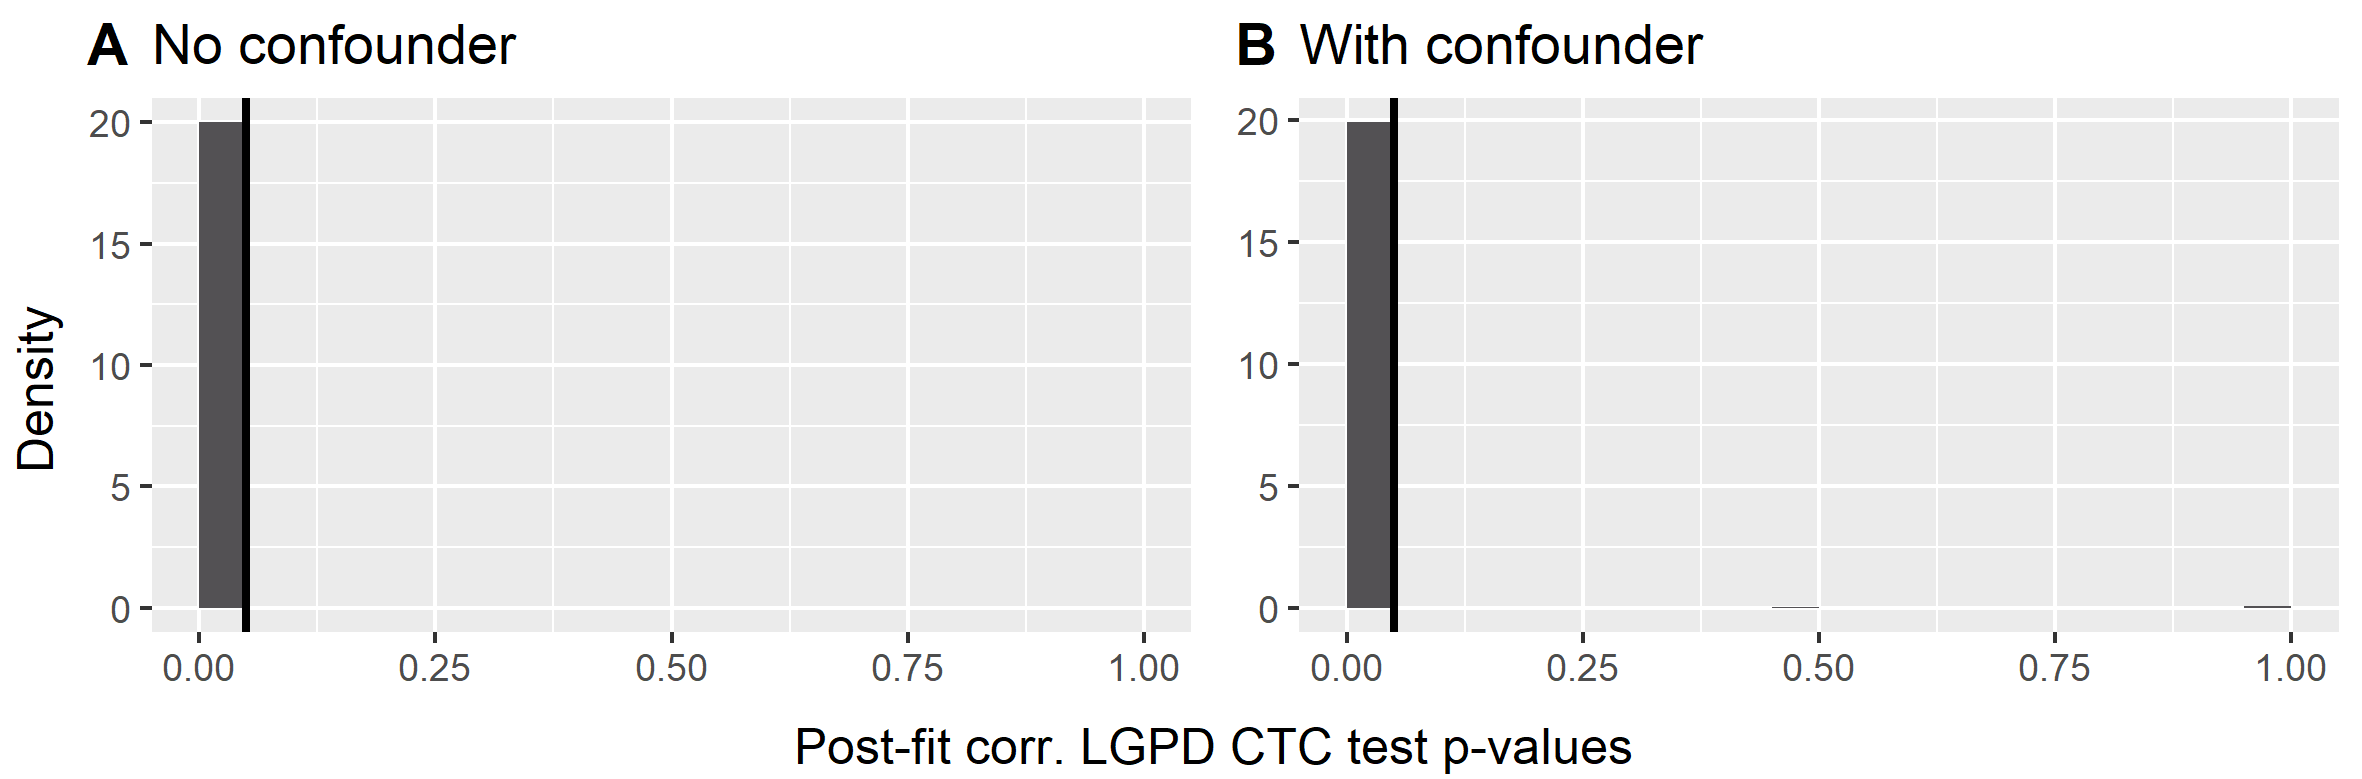 A No confounder
B With confounder
Density
20
15
10
5
0
0.00 0.25 0.50 0.75 1.00
20
15
10
5
0
0.00 0.25 0.50 0.75 1.00
Post-fit corr. LGPD CTC test p-values